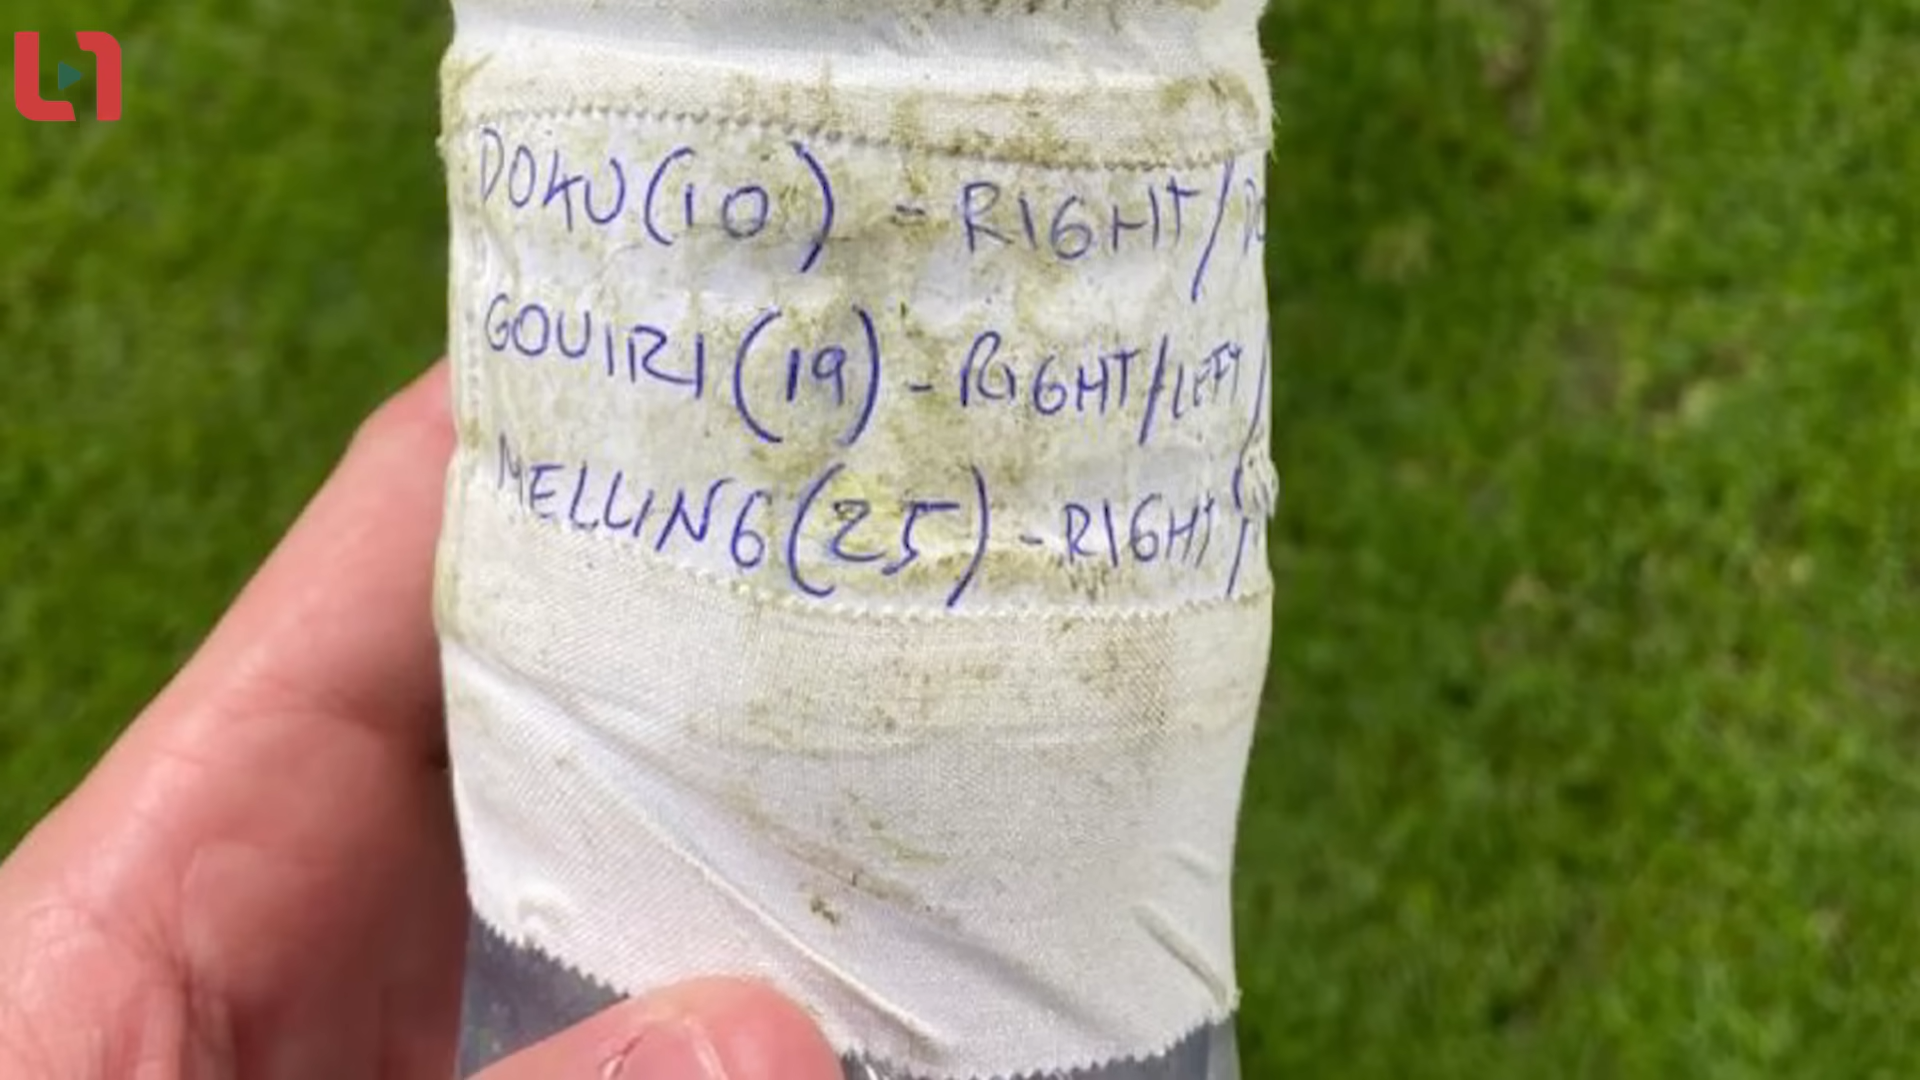 DOKU(10) - RIGHT/
GOUIRI(19) - RIGHT/LEFT/
MELLING(25) - RIGHT/